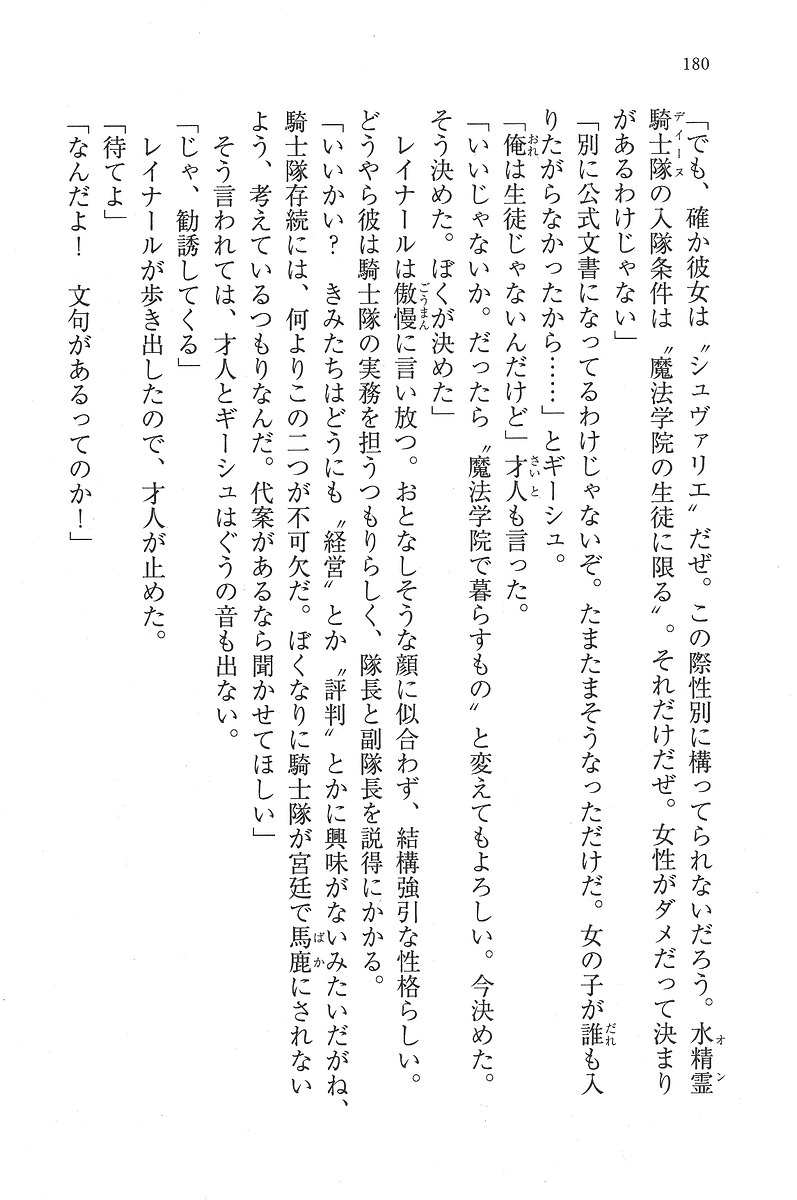 180
「でも、確か彼女は〝シュヴァリエ〟だぜ。この際性別に構ってられないだろう。水精霊
騎士隊の入隊条件は〝魔法学院の生徒に限る〟。それだけだぜ。女性がダメだって決まり
があるわけじゃない」
「別に公式文書になってるわけじゃないぞ。たまたまそうなっただけだ。女の子が誰も入
りたがらなかったから……」とギーシュ。
「俺は生徒じゃないんだけど」才人も言った。
「いいじゃないか。だったら〝魔法学院で暮らすもの〟と変えてもよろしい。今決めた。
そう決めた。ぼくが決めた」
　レイナールは傲慢に言い放つ。おとなしそうな顔に似合わず、結構強引な性格らしい。
どうやら彼は騎士隊の実務を担うつもりらしく、隊長と副隊長を説得にかかる。
「いいかい？　きみたちはどうにも〝経営〟とか〝評判〟とかに興味がないみたいだがね、
騎士隊存続には、何よりこの二つが不可欠だ。ぼくなりに騎士隊が宮廷で馬鹿にされない
よう、考えているつもりなんだ。代案があるなら聞かせてほしい」
　そう言われては、才人とギーシュはぐうの音も出ない。
「じゃ、勧誘してくる」
　レイナールが歩き出したので、才人が止めた。
「待てよ」
「なんだよ！　文句があるってのか！」